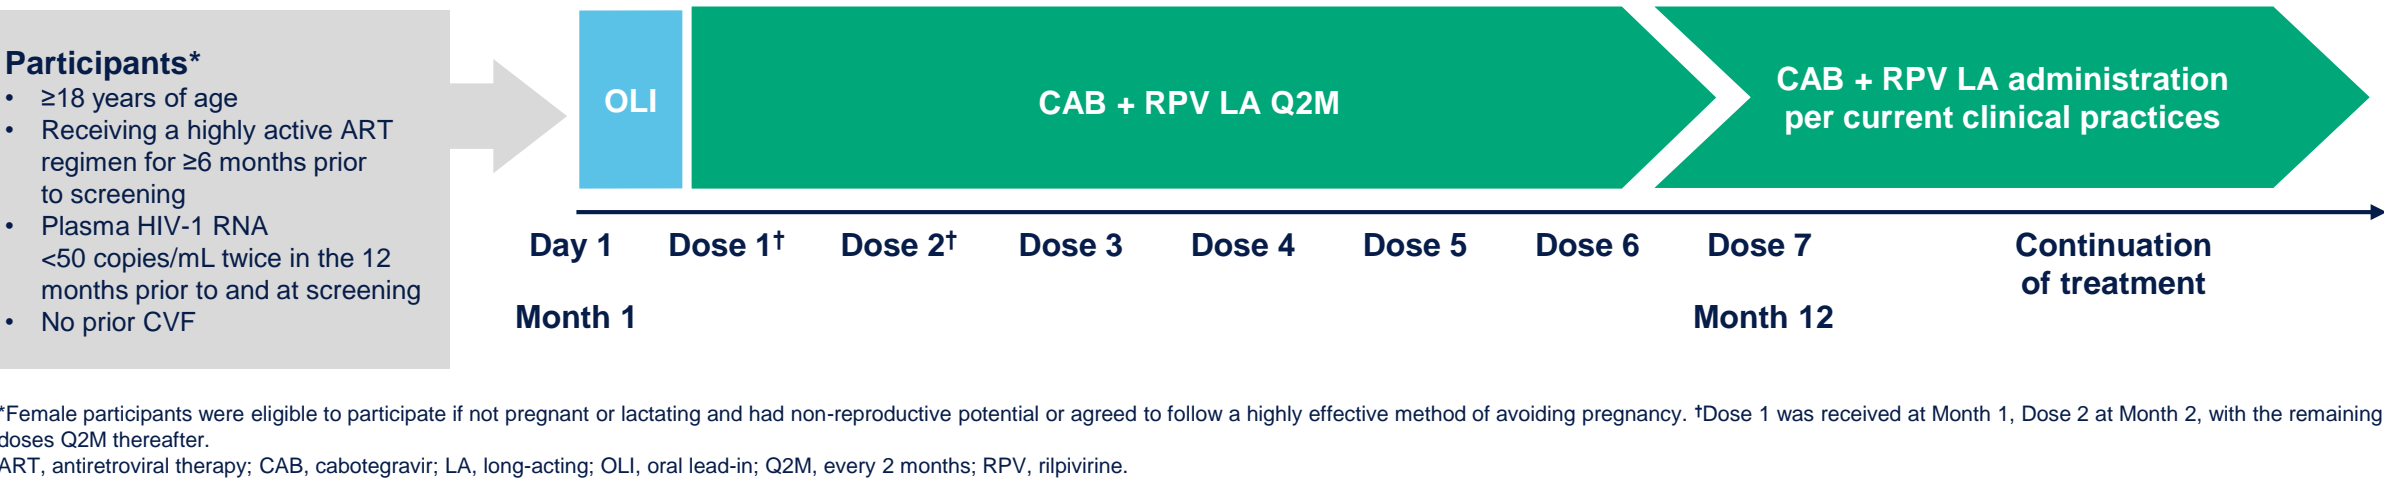 Participants*
• ≥18 years of age
• Receiving a highly active ART
regimen for ≥6 months prior
to screening
• Plasma HIV-1 RNA
<50 copies/mL twice in the 12
months prior to and at screening
• No prior CVF
OLI
CAB + RPV LA Q2M
CAB + RPV LA administration
per current clinical practices
Day 1 Dose 1† Dose 2† Dose 3 Dose 4 Dose 5 Dose 6 Dose 7 Continuation
of treatment
Month 1 Month 12
*Female participants were eligible to participate if not pregnant or lactating and had non-reproductive potential or agreed to follow a highly effective method of avoiding pregnancy. †Dose 1 was received at Month 1, Dose 2 at Month 2, with the remaining
doses Q2M thereafter.
ART, antiretroviral therapy; CAB, cabotegravir; LA, long-acting; OLI, oral lead-in; Q2M, every 2 months; RPV, rilpivirine.